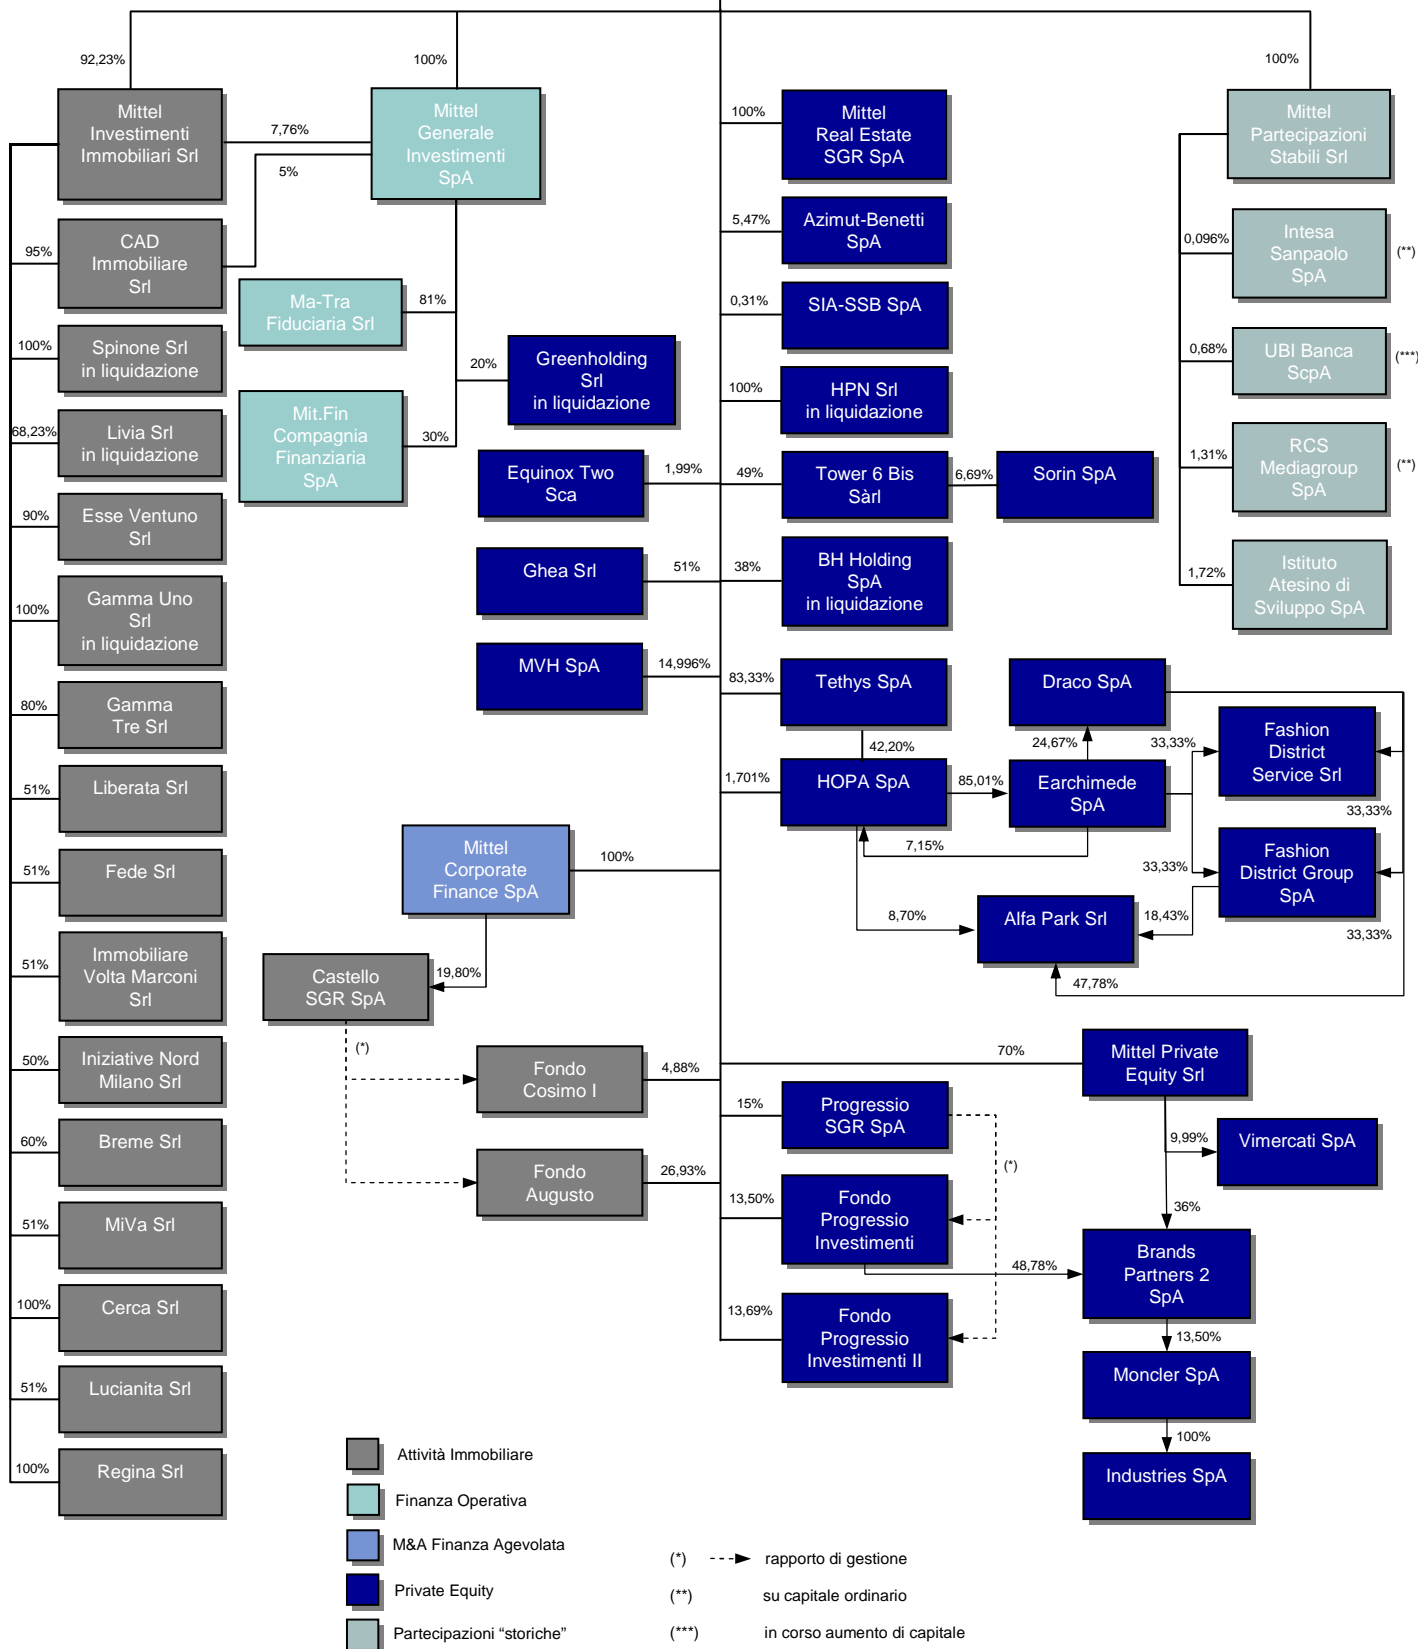 92,23%
100%
100%
Mittel
Investimenti
Immobiliari Srl
7,76%
5%
Mittel
Generale
Investimenti
SpA
100%
Mittel
Real Estate
SGR SpA
Mittel
Partecipazioni
Stabili Srl
95%
CAD
Immobiliare
Srl
5,47%
Azimut-Benetti
SpA
0,096%
Intesa
Sanpaolo
SpA
(**)
Ma-Tra
Fiduciaria Srl
81%
0,31%
SIA-SSB SpA
100%
Spinone Srl
in liquidazione
20%
Greenholding
Srl
in liquidazione
0,68%
UBI Banca
ScpA
(***)
100%
HPN Srl
in liquidazione
68,23%
Livia Srl
in liquidazione
Mit.Fin
Compagnia
Finanziaria
SpA
30%
1,31%
RCS
Mediagroup
SpA
(**)
Equinox Two
Sca
1,99%
49%
Tower 6 Bis
Sàrl
6,69%
Sorin SpA
90%
Esse Ventuno
Srl
Ghea Srl
51%
38%
BH Holding
SpA
in liquidazione
1,72%
Istituto
Atesino di
Sviluppo SpA
100%
Gamma Uno
Srl
in liquidazione
MVH SpA
14,996%
83,33%
Tethys SpA
Draco SpA
80%
Gamma
Tre Srl
42,20%
24,67%
33,33%
Fashion
District
Service Srl
51%
Liberata Srl
1,701%
HOPA SpA
85,01%
Earchimede
SpA
33,33%
7,15%
Mittel
Corporate
Finance SpA
100%
33,33%
Fashion
District Group
SpA
51%
Fede Srl
8,70%
Alfa Park Srl
18,43%
33,33%
47,78%
51%
Immobiliare
Volta Marconi
Srl
Castello
SGR SpA
19,80%
(*)
50%
Iniziative Nord
Milano Srl
Fondo
Cosimo I
4,88%
70%
Mittel Private
Equity Srl
15%
Progressio
SGR SpA
(*)
60%
Breme Srl
9,99%
Vimercati SpA
Fondo
Augusto
26,93%
13,50%
Fondo
Progressio
Investimenti
36%
51%
MiVa Srl
48,78%
Brands
Partners 2
SpA
100%
Cerca Srl
13,69%
Fondo
Progressio
Investimenti II
13,50%
Moncler SpA
51%
Lucianita Srl
100%
Industries SpA
100%
Regina Srl
Attività Immobiliare
Finanza Operativa
M&A Finanza Agevolata
Private Equity
Partecipazioni “storiche”
(*) rapporto di gestione
(**) su capitale ordinario
(***) in corso aumento di capitale